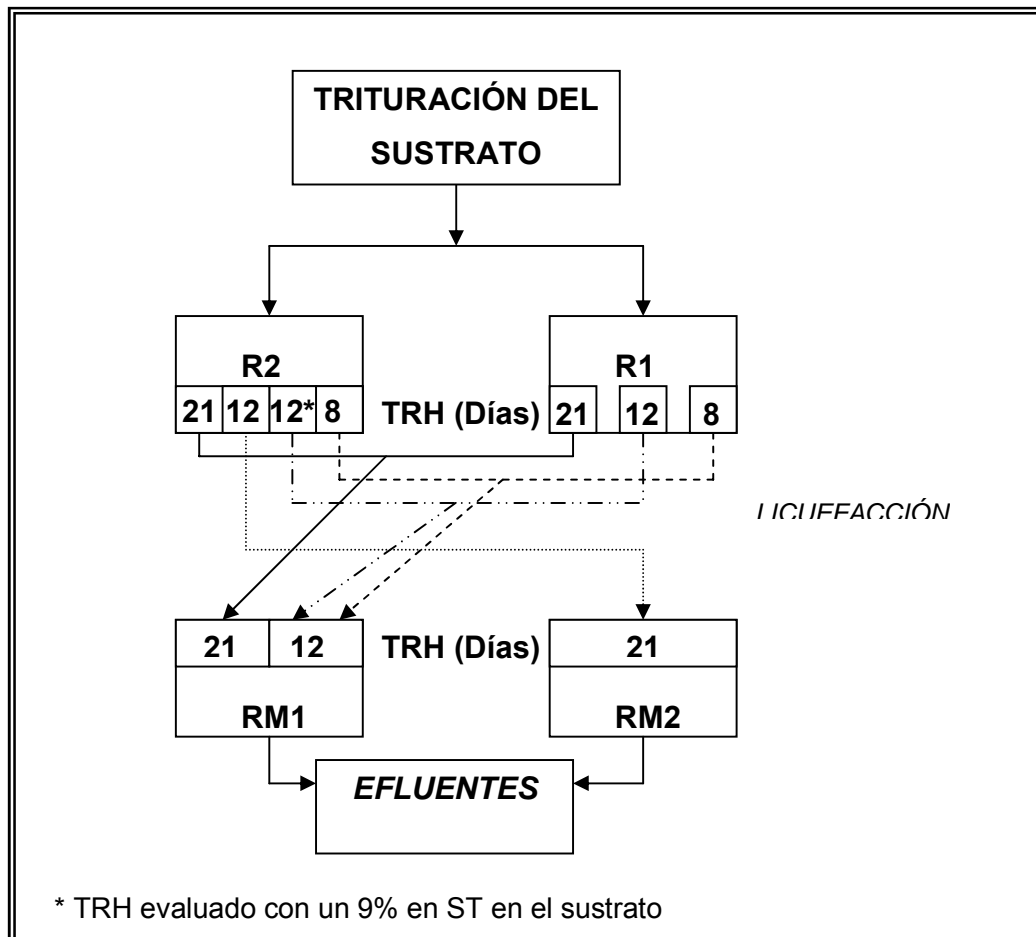 TRITURACIÓN DEL
SUSTRATO
R2
R1
21 12 12* 8 TRH (Días) 21 12 8
LICUEFACCIÓN
21 12 TRH (Días) 21
RM1
RM2
EFLUENTES
* TRH evaluado con un 9% en ST en el sustrato